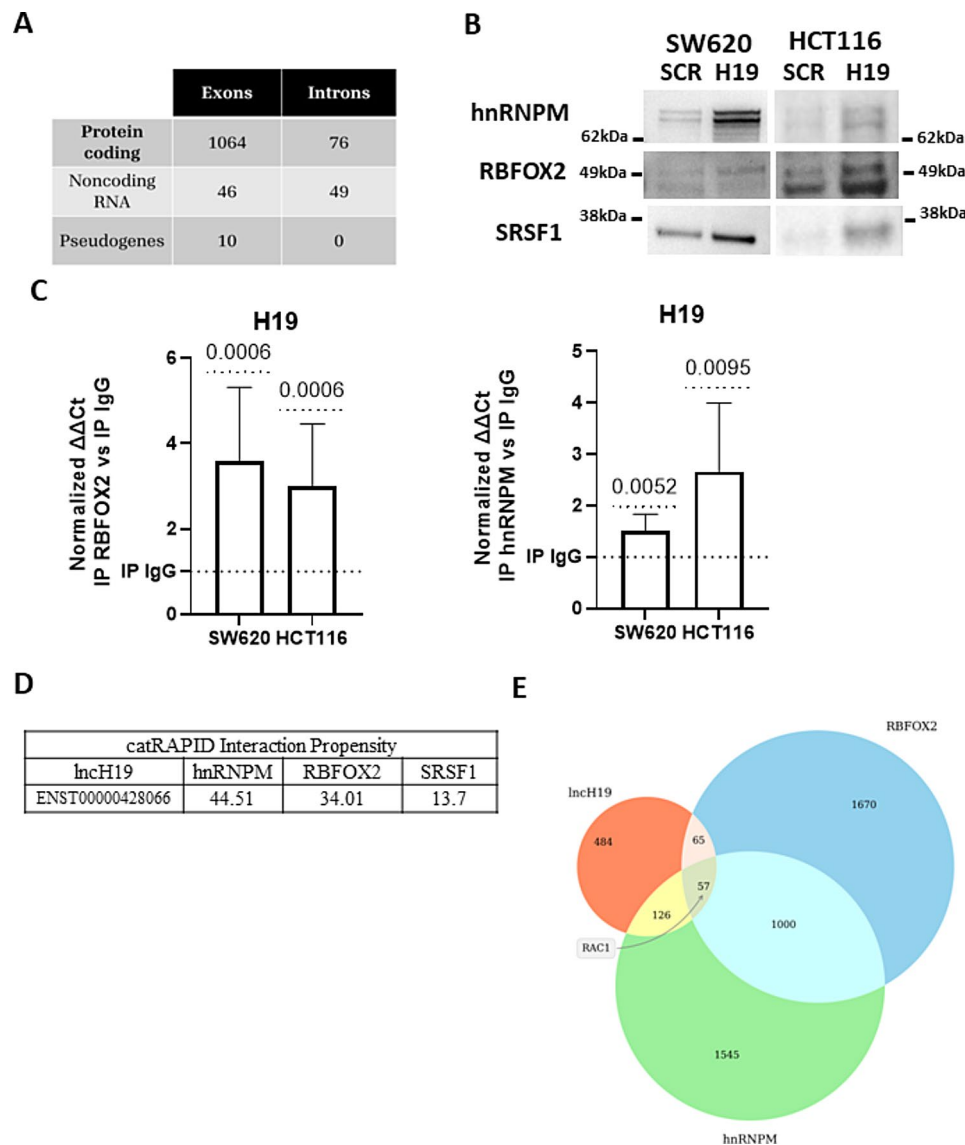 A
Exons Introns
Protein coding 1064 76
Noncoding RNA 46 49
Pseudogenes 10 0
B
SW620 HCT116
SCR H19 SCR H19
hnRNPM
62kDa 62kDa
RBFOX2 49kDa 49kDa
38kDa 38kDa
SRSF1
C
H19
Normalized ΔΔCt
IP RBFOX2 vs IP IgG
6
4
2
IP IgG
0
0.0006
0.0006
SW620 HCT116
H19
Normalized ΔΔCt
IP hnRNPM vs IP IgG
5
4
3
2
IP IgG
0
0.0052
0.0095
SW620 HCT116
D
catRAPID Interaction Propensity
lncH19 hnRNPM RBFOX2 SRSF1
ENST00000428066 44.51 34.01 13.7
E
RBFOX2
lncH19
1670
484
65
57
126
1000
RAC1
1545
hnRNPM